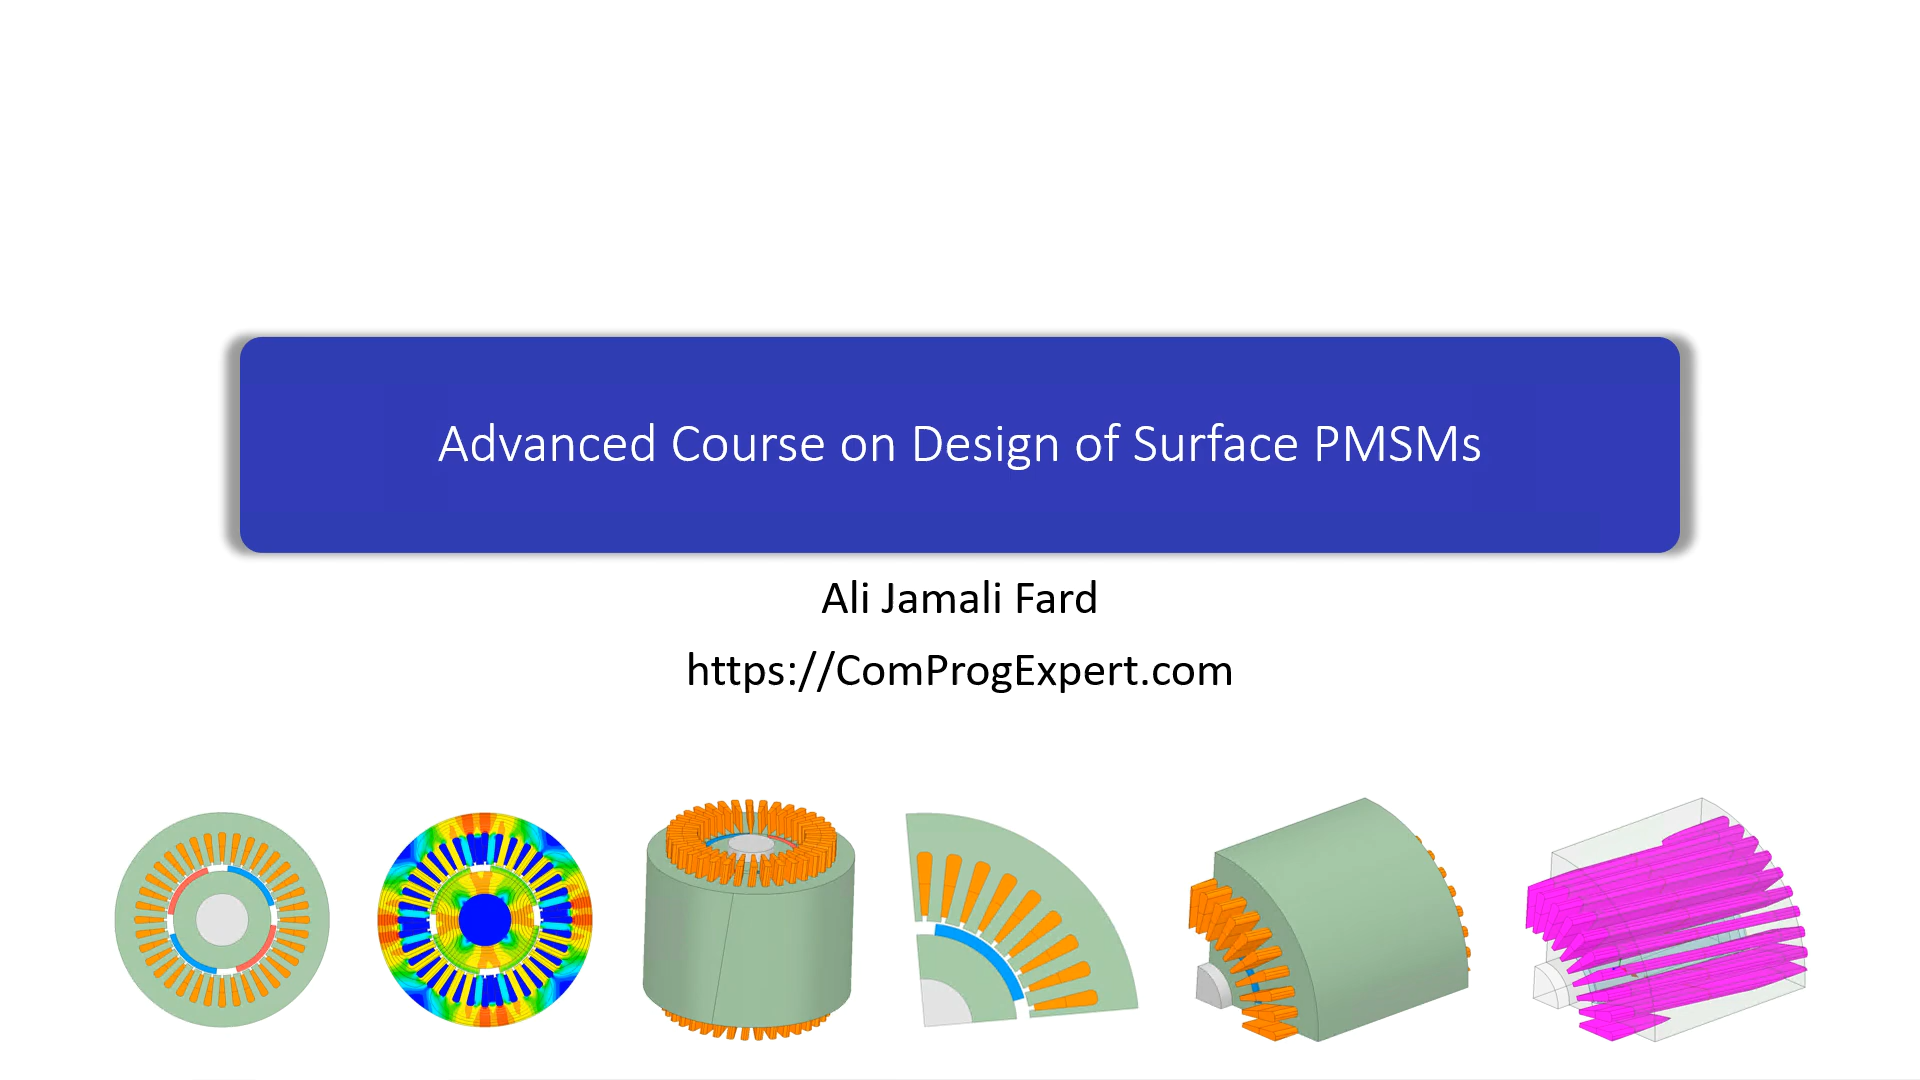 Advanced Course on Design of Surface PMSMs
Ali Jamali Fard
https://ComProgExpert.com